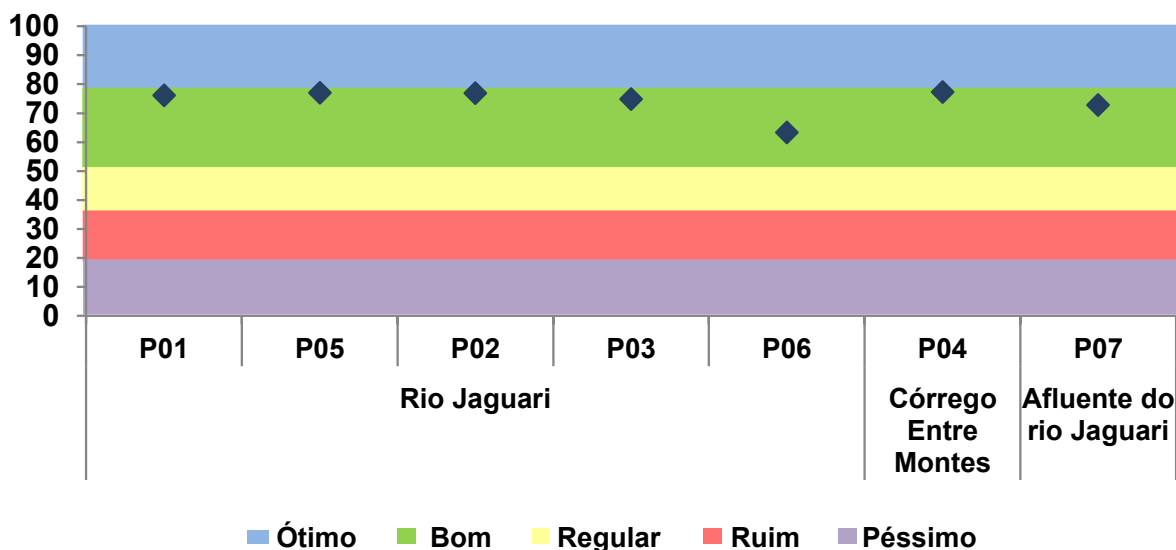 100
90
80
70
60
50
40
30
20
10
0
P01 P05 P02 P03 P06 P04 P07
Rio Jaguari
Córrego
Entre
Montes
Afluente do
rio Jaguari
Ótimo Bom Regular Ruim Péssimo